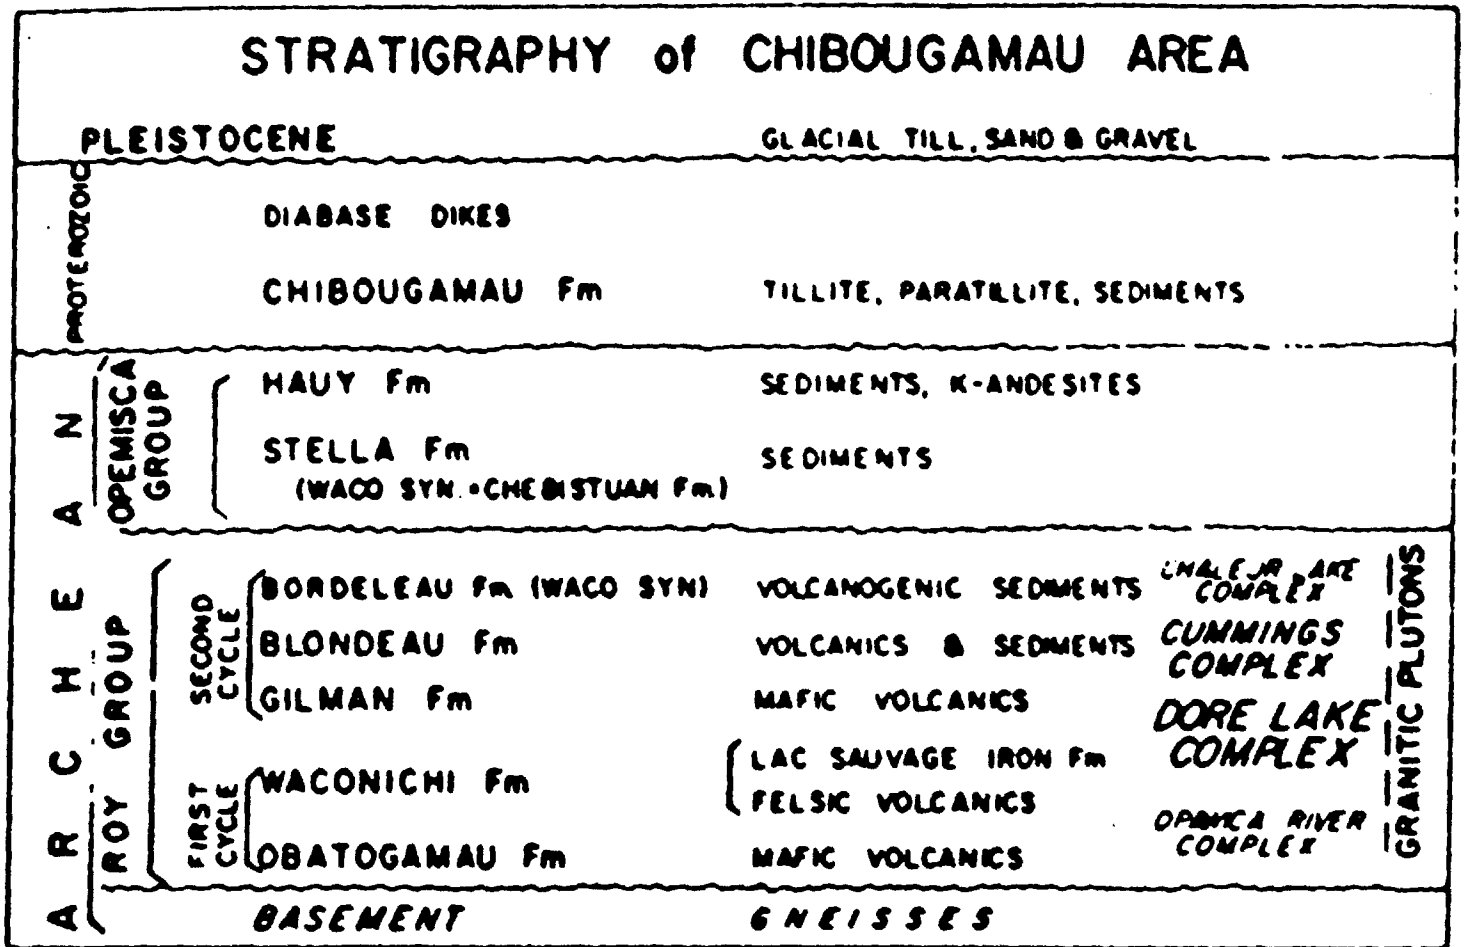 STRATIGRAPHY of CHIBOUGAMAU AREA
PLEISTOCENE GLACIAL TILL, SAND & GRAVEL
PROTEROZOIC
DIABASE DIKES
CHIBOUGAMAU Fm TILLITE, PARATILLITE, SEDIMENTS
ARCHEAN
OPEMISCA
GROUP
HAUY Fm SEDIMENTS, K-ANDESITES
STELLA Fm SEDIMENTS
(WACO SYN. = CHEBISTUAN Fm)
ROY GROUP
SECOND
CYCLE
BORDELEAU Fm (WACO SYN) VOLCANOGENIC SEDIMENTS
BLONDEAU Fm VOLCANICS & SEDIMENTS
GILMAN Fm MAFIC VOLCANICS
FIRST
CYCLE
WACONICHI Fm
LAC SAUVAGE IRON Fm
FELSIC VOLCANICS
OBATOGAMAU Fm MAFIC VOLCANICS
COMPLEX
CUMMINGS
COMPLEX
DORE LAKE
COMPLEX
RIVER
COMPLEX
GRANITIC PLUTONS
BASEMENT GNEISSES